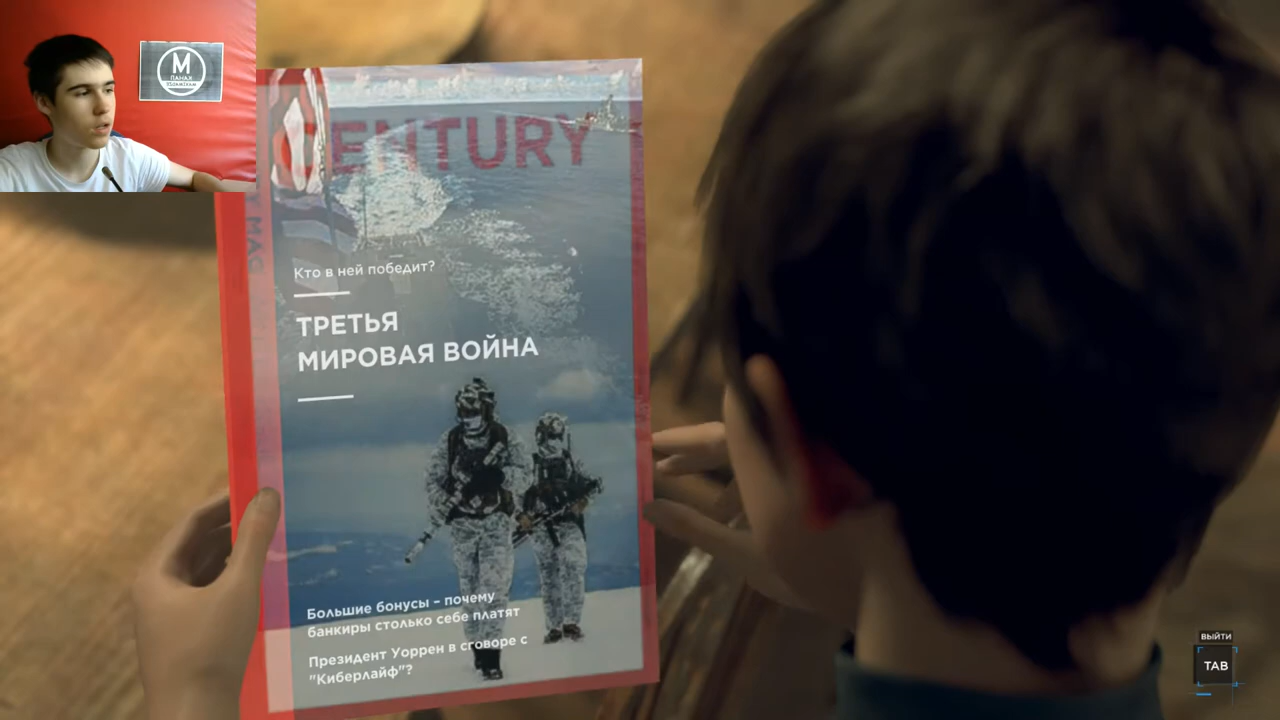 М
ПАНАХ
CENTURY
Кто в ней победит?
ТРЕТЬЯ
МИРОВАЯ ВОЙНА
Большие бонусы – почему
банкиры столько себе платят
Президент Уоррен в сговоре с
"Киберлайф"?
ВЫЙТИ
TAB